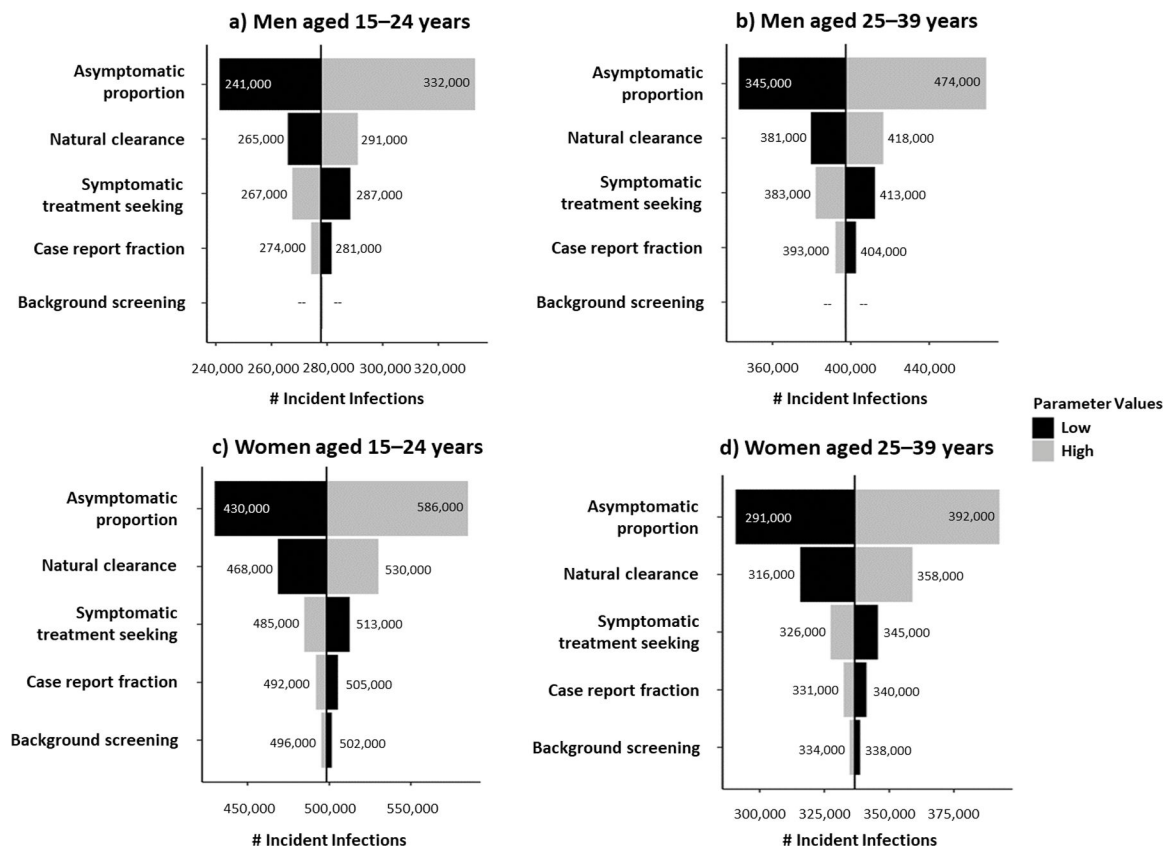 a) Men aged 15–24 years
Asymptomatic
proportion
241,000
332,000
Natural clearance
265,000
291,000
Symptomatic
treatment seeking
267,000
287,000
Case report fraction
274,000
281,000
Background screening
--
--
240,000 260,000 280,000 300,000 320,000
# Incident Infections
b) Men aged 25–39 years
Asymptomatic
proportion
345,000
474,000
Natural clearance
381,000
418,000
Symptomatic
treatment seeking
383,000
413,000
Case report fraction
393,000
404,000
Background screening
--
--
360,000 400,000 440,000
# Incident Infections
Parameter Values
Low
High
c) Women aged 15–24 years
Asymptomatic
proportion
430,000
586,000
Natural clearance
468,000
530,000
Symptomatic
treatment seeking
485,000
513,000
Case report fraction
492,000
505,000
Background screening
496,000
502,000
450,000 500,000 550,000
# Incident Infections
d) Women aged 25–39 years
Asymptomatic
proportion
291,000
392,000
Natural clearance
316,000
358,000
Symptomatic
treatment seeking
326,000
345,000
Case report fraction
331,000
340,000
Background screening
334,000
338,000
300,000 325,000 350,000 375,000
# Incident Infections